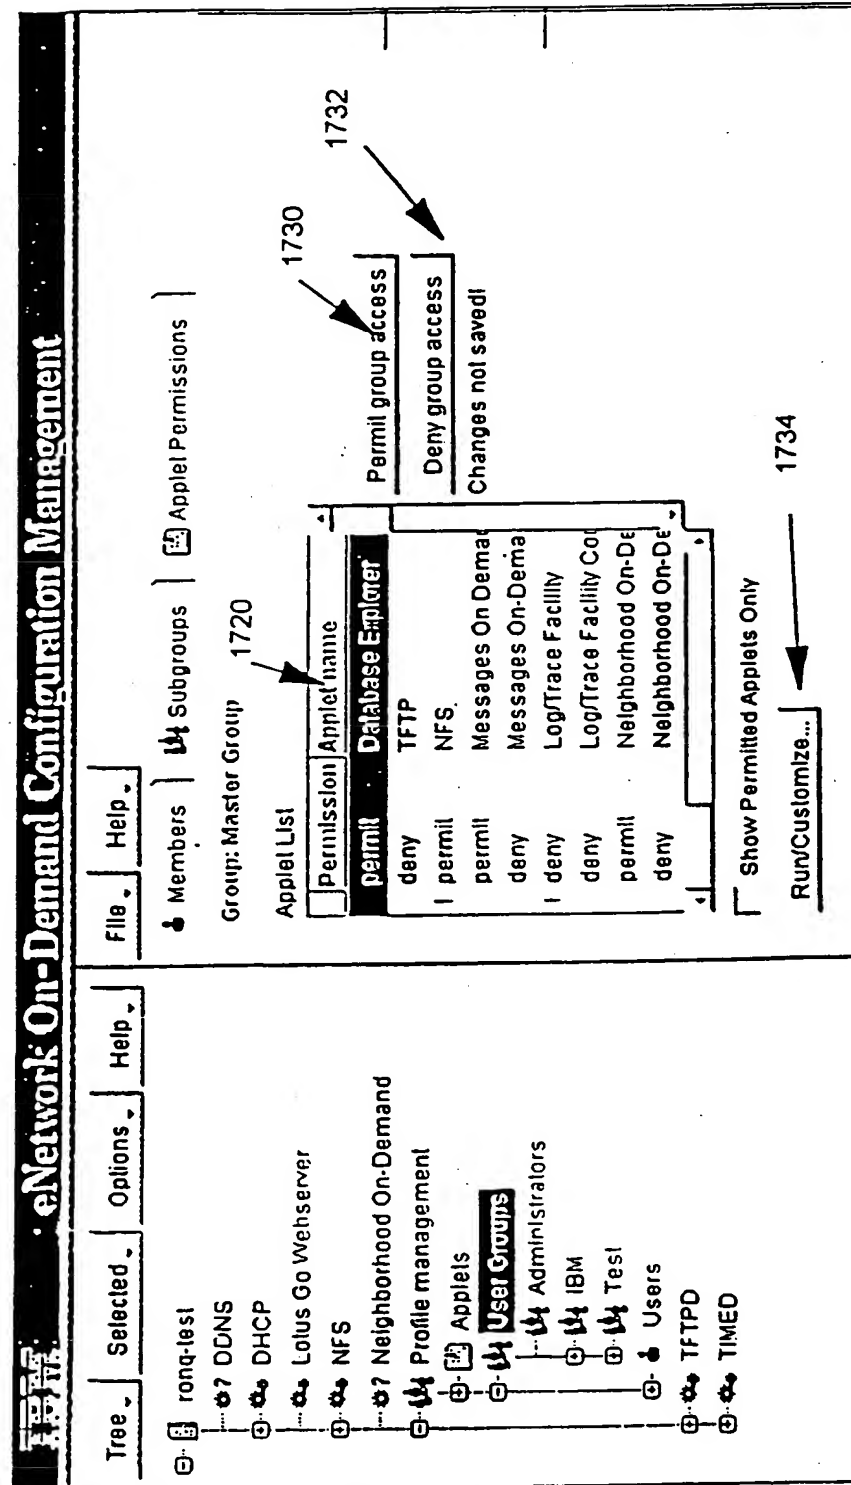 IBM eNetwork On-Demand Configuration Management
Tree Selected Options Help
ronq-test
? DDNS
DHCP
Lotus Go Webserver
NFS
? Neighborhood On-Demand
Profile management
Applets
User Groups
Administrators
IBM
Test
Users
TFTPD
TIMED
File Help
Members Subgroups Applet Permissions
Group: Master Group
1720
Applet List
Permission Applet name
permit Database Explorer
deny TFTP
permit NFS
permit Messages On Demand
deny Messages On-Dema
deny Log/Trace Facility
deny Log/Trace Facility Con
permit Neighborhood On-De
deny Neighborhood On-De
Show Permitted Applets Only
Run/Customize...
1734
1730
Permit group access
1732
Deny group access
Changes not saved!